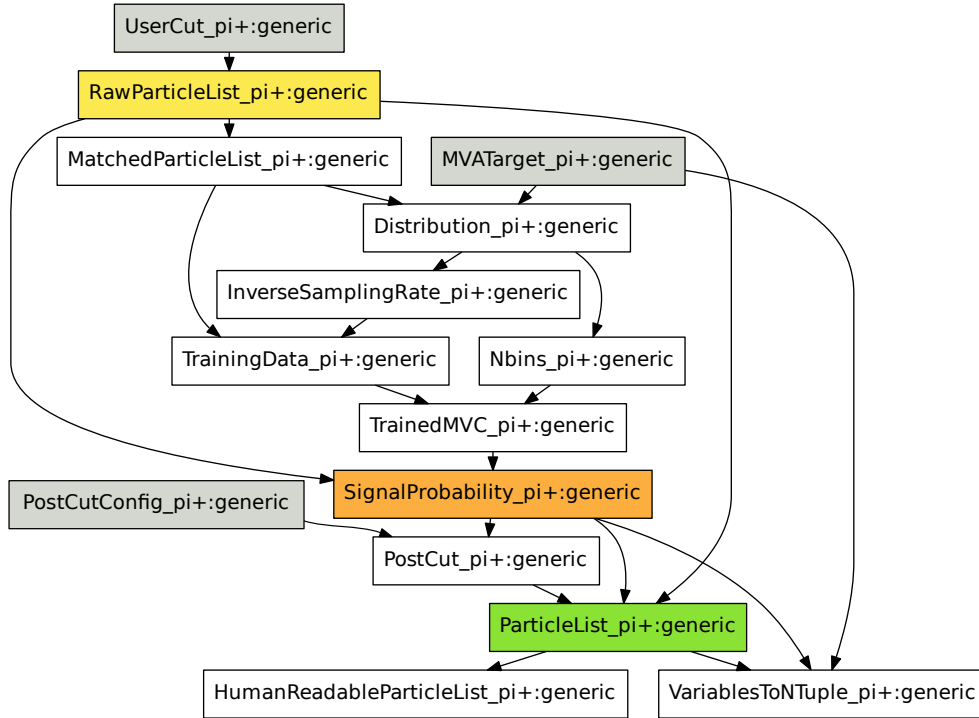 UserCut_pi+:generic
RawParticleList_pi+:generic
MatchedParticleList_pi+:generic
MVATarget_pi+:generic
Distribution_pi+:generic
InverseSamplingRate_pi+:generic
TrainingData_pi+:generic
Nbins_pi+:generic
TrainedMVC_pi+:generic
SignalProbability_pi+:generic
PostCutConfig_pi+:generic
PostCut_pi+:generic
ParticleList_pi+:generic
HumanReadableParticleList_pi+:generic
VariablesToNTuple_pi+:generic